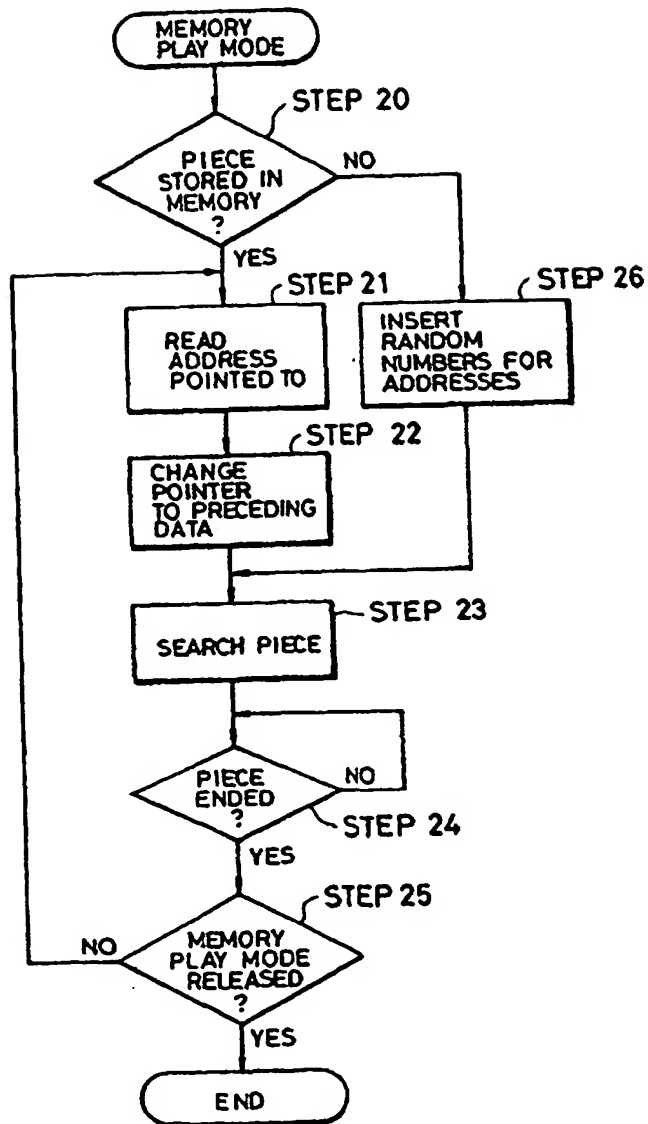 MEMORY
PLAY MODE
STEP 20
PIECE
STORED IN
MEMORY
?
NO
YES
STEP 21
READ
ADDRESS
POINTED TO
STEP 26
INSERT
RANDOM
NUMBERS FOR
ADDRESSES
STEP 22
CHANGE
POINTER
TO PRECEDING
DATA
STEP 23
SEARCH PIECE
PIECE
ENDED
?
NO
STEP 24
YES
STEP 25
MEMORY
PLAY MODE
RELEASED
?
NO
YES
END